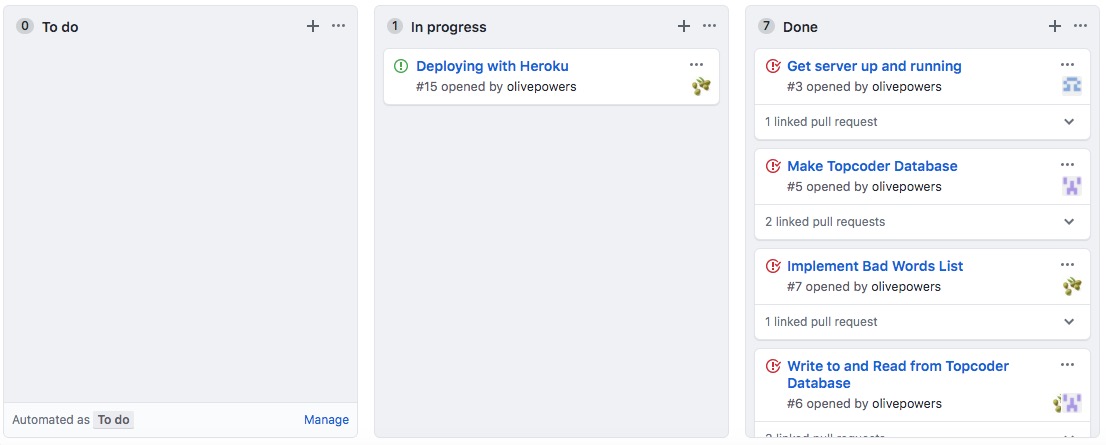 0 To do
1 In progress
7 Done
Deploying with Heroku
#15 opened by olivepowers
Get server up and running
#3 opened by olivepowers
1 linked pull request
Make Topcoder Database
#5 opened by olivepowers
2 linked pull requests
Implement Bad Words List
#7 opened by olivepowers
1 linked pull request
Write to and Read from Topcoder
Database
#6 opened by olivepowers
linked pull requests
Automated as To do
Manage